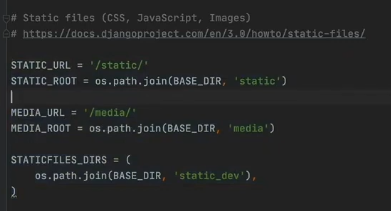 # Static files (CSS, JavaScript, Images)
# https://docs.djangoproject.com/en/3.0/howto/static-files/
STATIC_URL = '/static/'
STATIC_ROOT = os.path.join(BASE_DIR, 'static')
MEDIA_URL = '/media/'
MEDIA_ROOT = os.path.join(BASE_DIR, 'media')
STATICFILES_DIRS = (
os.path.join(BASE_DIR, 'static_dev'),
)